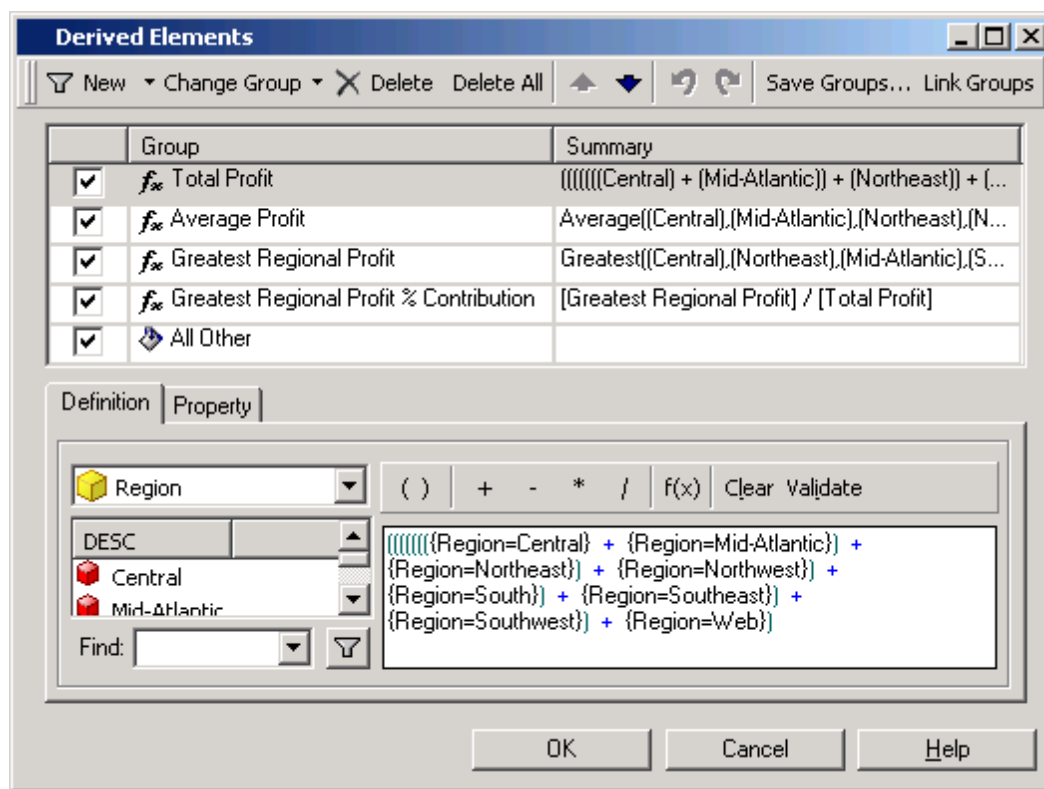 Derived Elements
New Change Group Delete Delete All Save Groups... Link Groups
Group Summary
Total Profit (((((((Central) + (Mid-Atlantic)) + (Northeast)) + (...
Average Profit Average((Central),(Mid-Atlantic),(Northeast),(N...
Greatest Regional Profit Greatest((Central),(Northeast),(Mid-Atlantic),(S...
Greatest Regional Profit % Contribution [Greatest Regional Profit] / [Total Profit]
All Other
Definition Property
Region ( ) + - * / f(x) Clear Validate
DESC
Central
Mid-Atlantic
Find:
((((((({Region=Central} + {Region=Mid-Atlantic}) +
{Region=Northeast}) + {Region=Northwest}) +
{Region=South}) + {Region=Southeast}) +
{Region=Southwest}) + {Region=Web})
OK Cancel Help